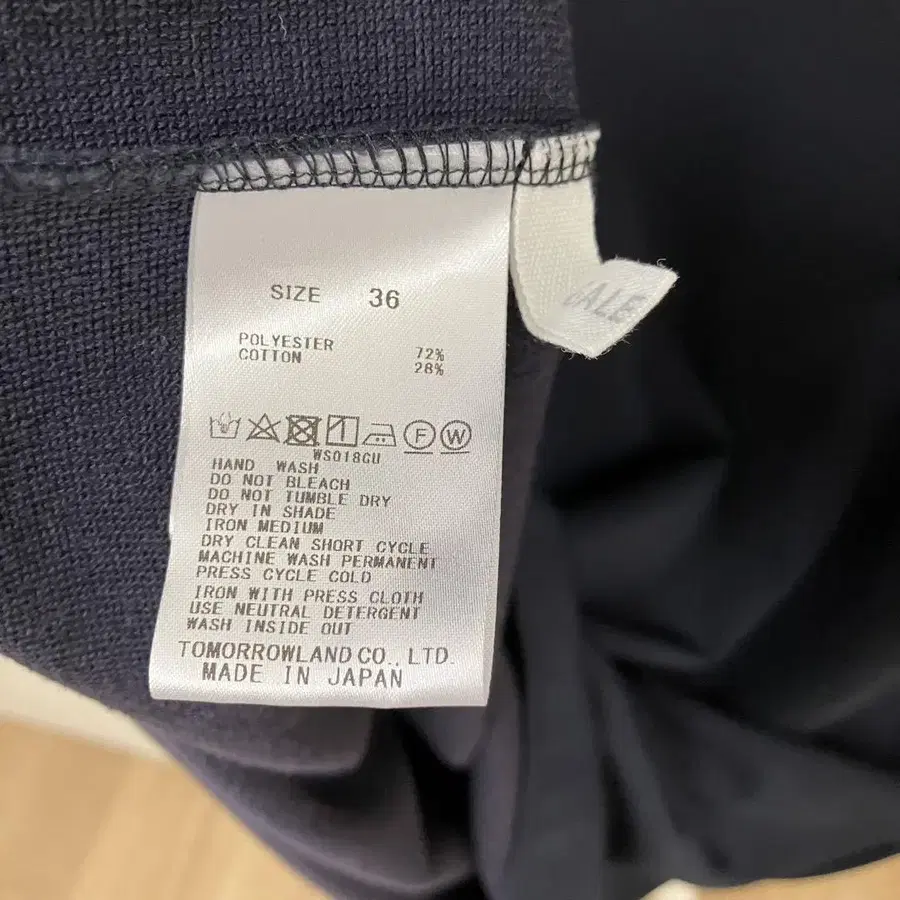 SIZE 36
POLYESTER 72%
COTTON 28%
F W
WS018GU
HAND WASH
DO NOT BLEACH
DO NOT TUMBLE DRY
DRY IN SHADE
IRON MEDIUM
DRY CLEAN SHORT CYCLE
MACHINE WASH PERMANENT
PRESS CYCLE COLD
IRON WITH PRESS CLOTH
USE NEUTRAL DETERGENT
WASH INSIDE OUT
TOMORROWLAND CO., LTD.
MADE IN JAPAN